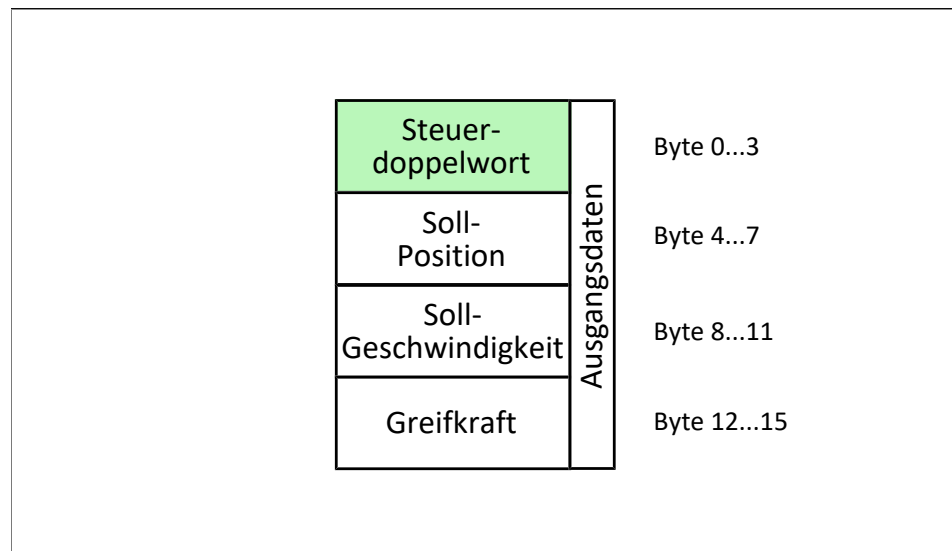 Steuer-
doppelwort
Byte 0...3
Soll-
Position
Byte 4...7
Soll-
Geschwindigkeit
Byte 8...11
Greifkraft
Byte 12...15
Ausgangsdaten